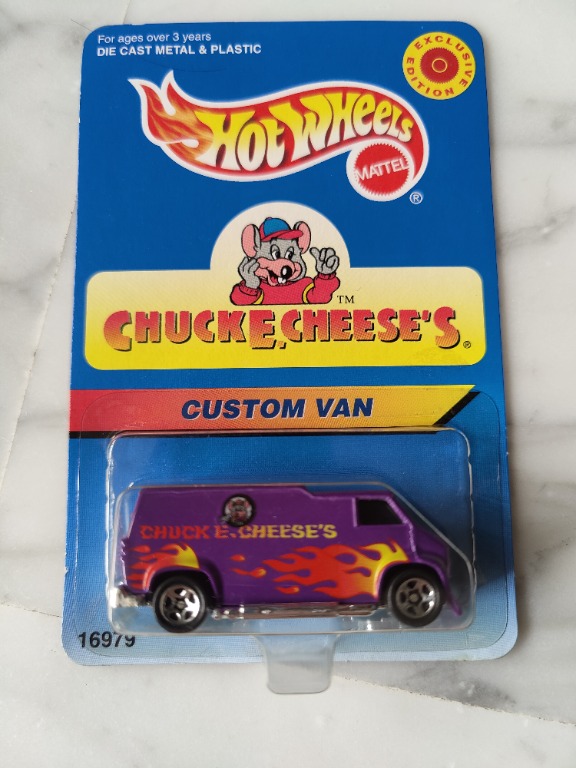 For ages over 3 years
DIE CAST METAL & PLASTIC
EXCLUSIVE
EDITION
HOT WHEELS
MATTEL
®
TM
CHUCK E. CHEESE'S
®
CUSTOM VAN
CHUCK E. CHEESE'S
16979